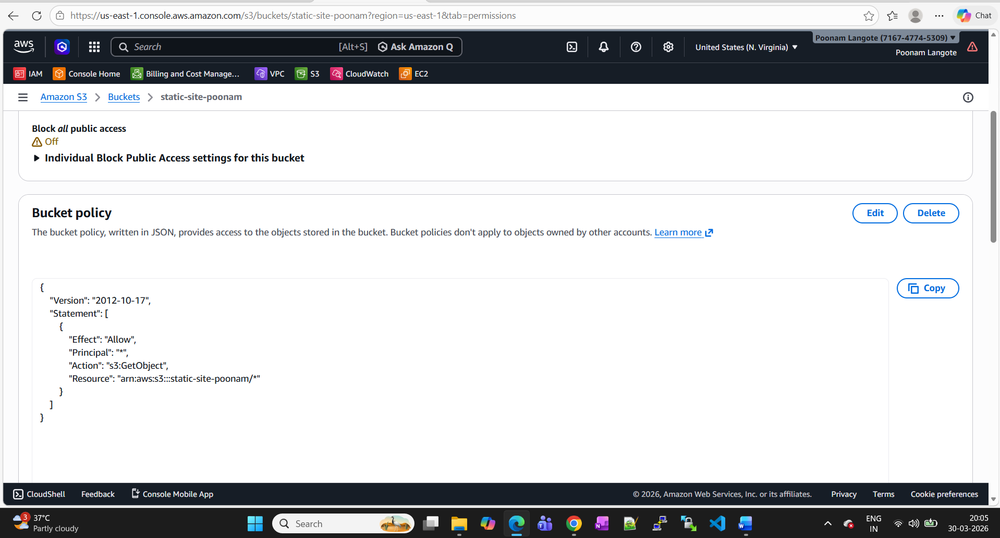 https://us-east-1.console.aws.amazon.com/s3/buckets/static-site-poonam?region=us-east-1&tab=permissions
Chat
aws
Search
[Alt+S]
Ask Amazon Q
United States (N. Virginia) ▼
Poonam Langote (7167-4774-5309) ▼
Poonam Langote
IAM
Console Home
Billing and Cost Manage...
VPC
S3
CloudWatch
EC2
Amazon S3 > Buckets > static-site-poonam
Block all public access
Off
Individual Block Public Access settings for this bucket
Bucket policy
Edit
Delete
The bucket policy, written in JSON, provides access to the objects stored in the bucket. Bucket policies don't apply to objects owned by other accounts. Learn more
Copy
{
"Version": "2012-10-17",
"Statement": [
{
"Effect": "Allow",
"Principal": "*",
"Action": "s3:GetObject",
"Resource": "arn:aws:s3:::static-site-poonam/*"
}
]
}
CloudShell
Feedback
Console Mobile App
© 2026, Amazon Web Services, Inc. or its affiliates.
Privacy
Terms
Cookie preferences
3
37°C
Partly cloudy
Search
ENG
IN
20:05
30-03-2026